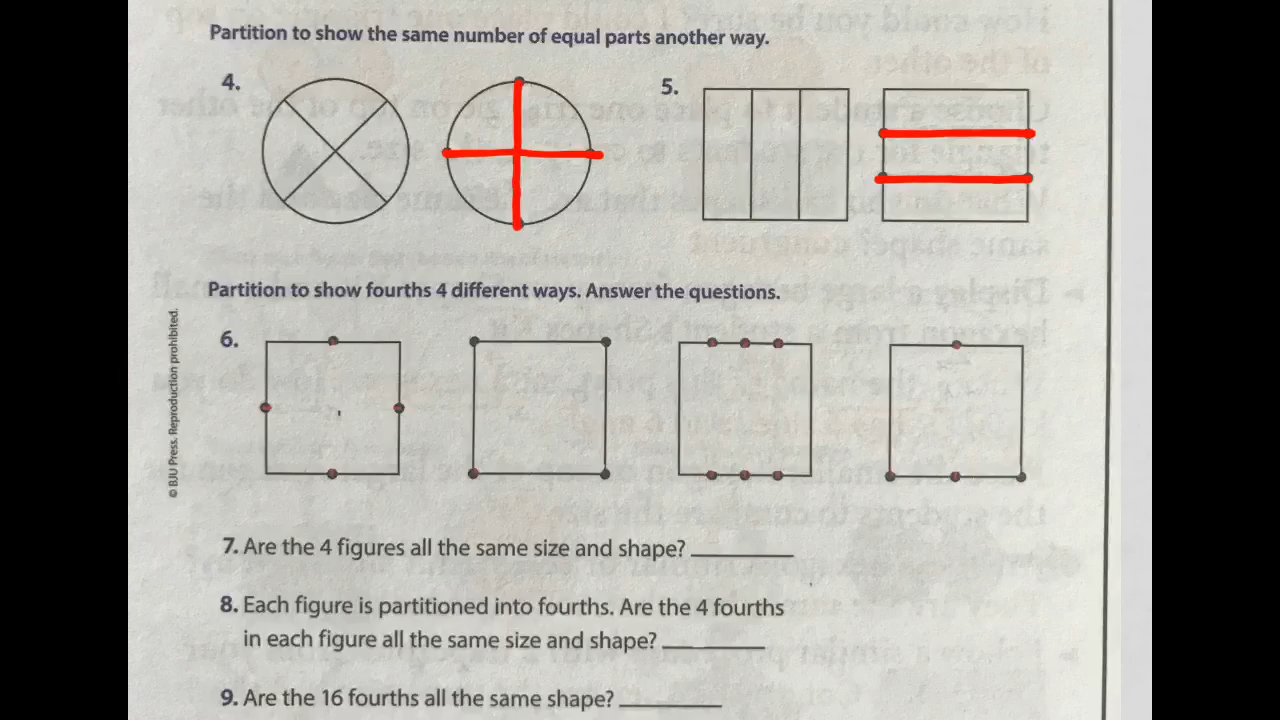 Partition to show the same number of equal parts another way.
4.
5.
Partition to show fourths 4 different ways. Answer the questions.
6.
© BJU Press. Reproduction prohibited.
7. Are the 4 figures all the same size and shape?
8. Each figure is partitioned into fourths. Are the 4 fourths
in each figure all the same size and shape?
9. Are the 16 fourths all the same shape?